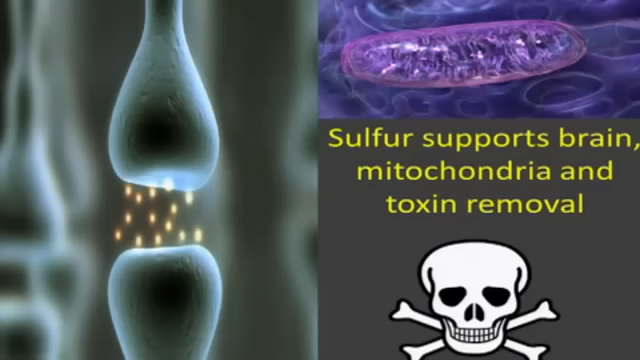 Sulfur supports brain,
mitochondria and
toxin removal